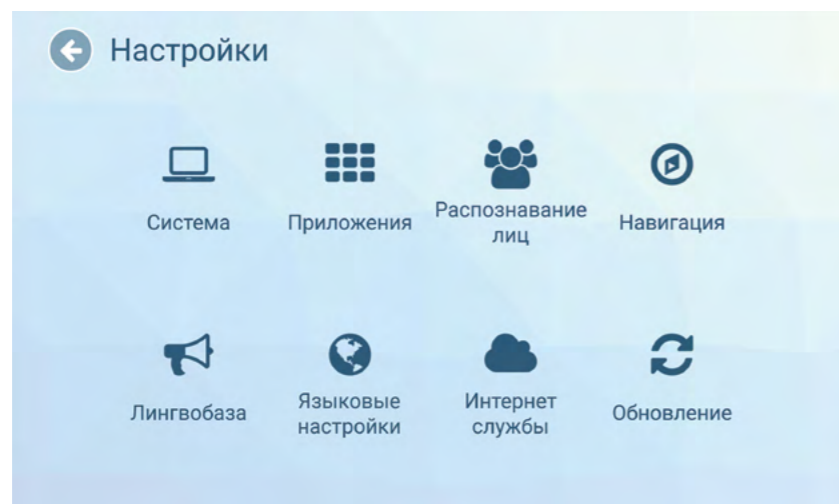 Настройки
Система
Приложения
Распознавание
лиц
Навигация
Лингвобаза
Языковые
настройки
Интернет
службы
Обновление